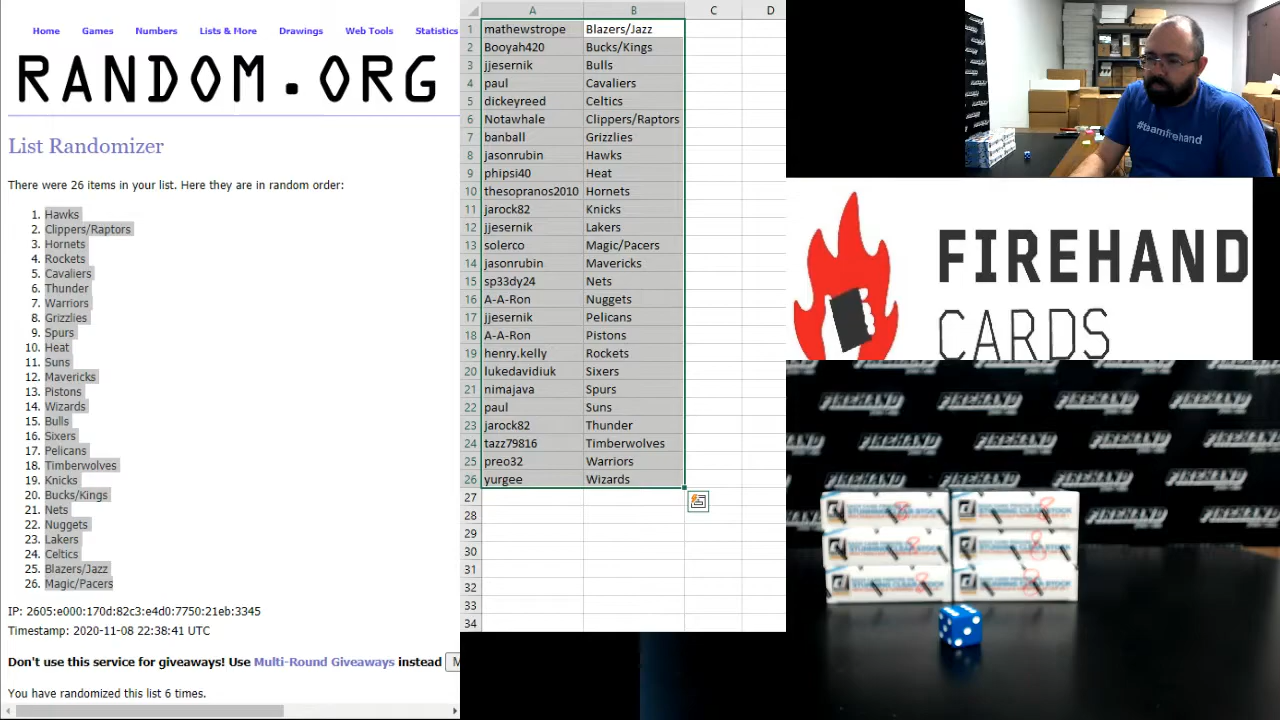 Home Games Numbers Lists & More Drawings Web Tools Statistics
RANDOM.ORG
List Randomizer
There were 26 items in your list. Here they are in random order:
1. Hawks
2. Clippers/Raptors
3. Hornets
4. Rockets
5. Cavaliers
6. Thunder
7. Warriors
8. Grizzlies
9. Spurs
10. Heat
11. Suns
12. Mavericks
13. Pistons
14. Wizards
15. Bulls
16. Sixers
17. Pelicans
18. Timberwolves
19. Knicks
20. Bucks/Kings
21. Nets
22. Nuggets
23. Lakers
24. Celtics
25. Blazers/Jazz
26. Magic/Pacers
IP: 2605:e000:170d:82c3:e4d0:7750:21eb:3345
Timestamp: 2020-11-08 22:38:41 UTC
Don't use this service for giveaways! Use Multi-Round Giveaways instead
You have randomized this list 6 times.
A B C D
1 mathewstrope Blazers/Jazz
2 Booyah420 Bucks/Kings
3 jjesernik Bulls
4 paul Cavaliers
5 dickeyreed Celtics
6 Notawhale Clippers/Raptors
7 banball Grizzlies
8 jasonrubin Hawks
9 phipsi40 Heat
10 thesopranos2010 Hornets
11 jarock82 Knicks
12 jjesernik Lakers
13 solerco Magic/Pacers
14 jasonrubin Mavericks
15 sp33dy24 Nets
16 A-A-Ron Nuggets
17 jjesernik Pelicans
18 A-A-Ron Pistons
19 henry.kelly Rockets
20 lukedavidiuk Sixers
21 nimajava Spurs
22 paul Suns
23 jarock82 Thunder
24 tazz79816 Timberwolves
25 preo32 Warriors
26 yurgee Wizards
27
28
29
30
31
32
33
34
#teamfirehand
FIREHAND
CARDS
FIREHAND FIREHAND FIREHAND
FIREHAND FIREHAND FIREHAND FIREHAND
FIREHAND